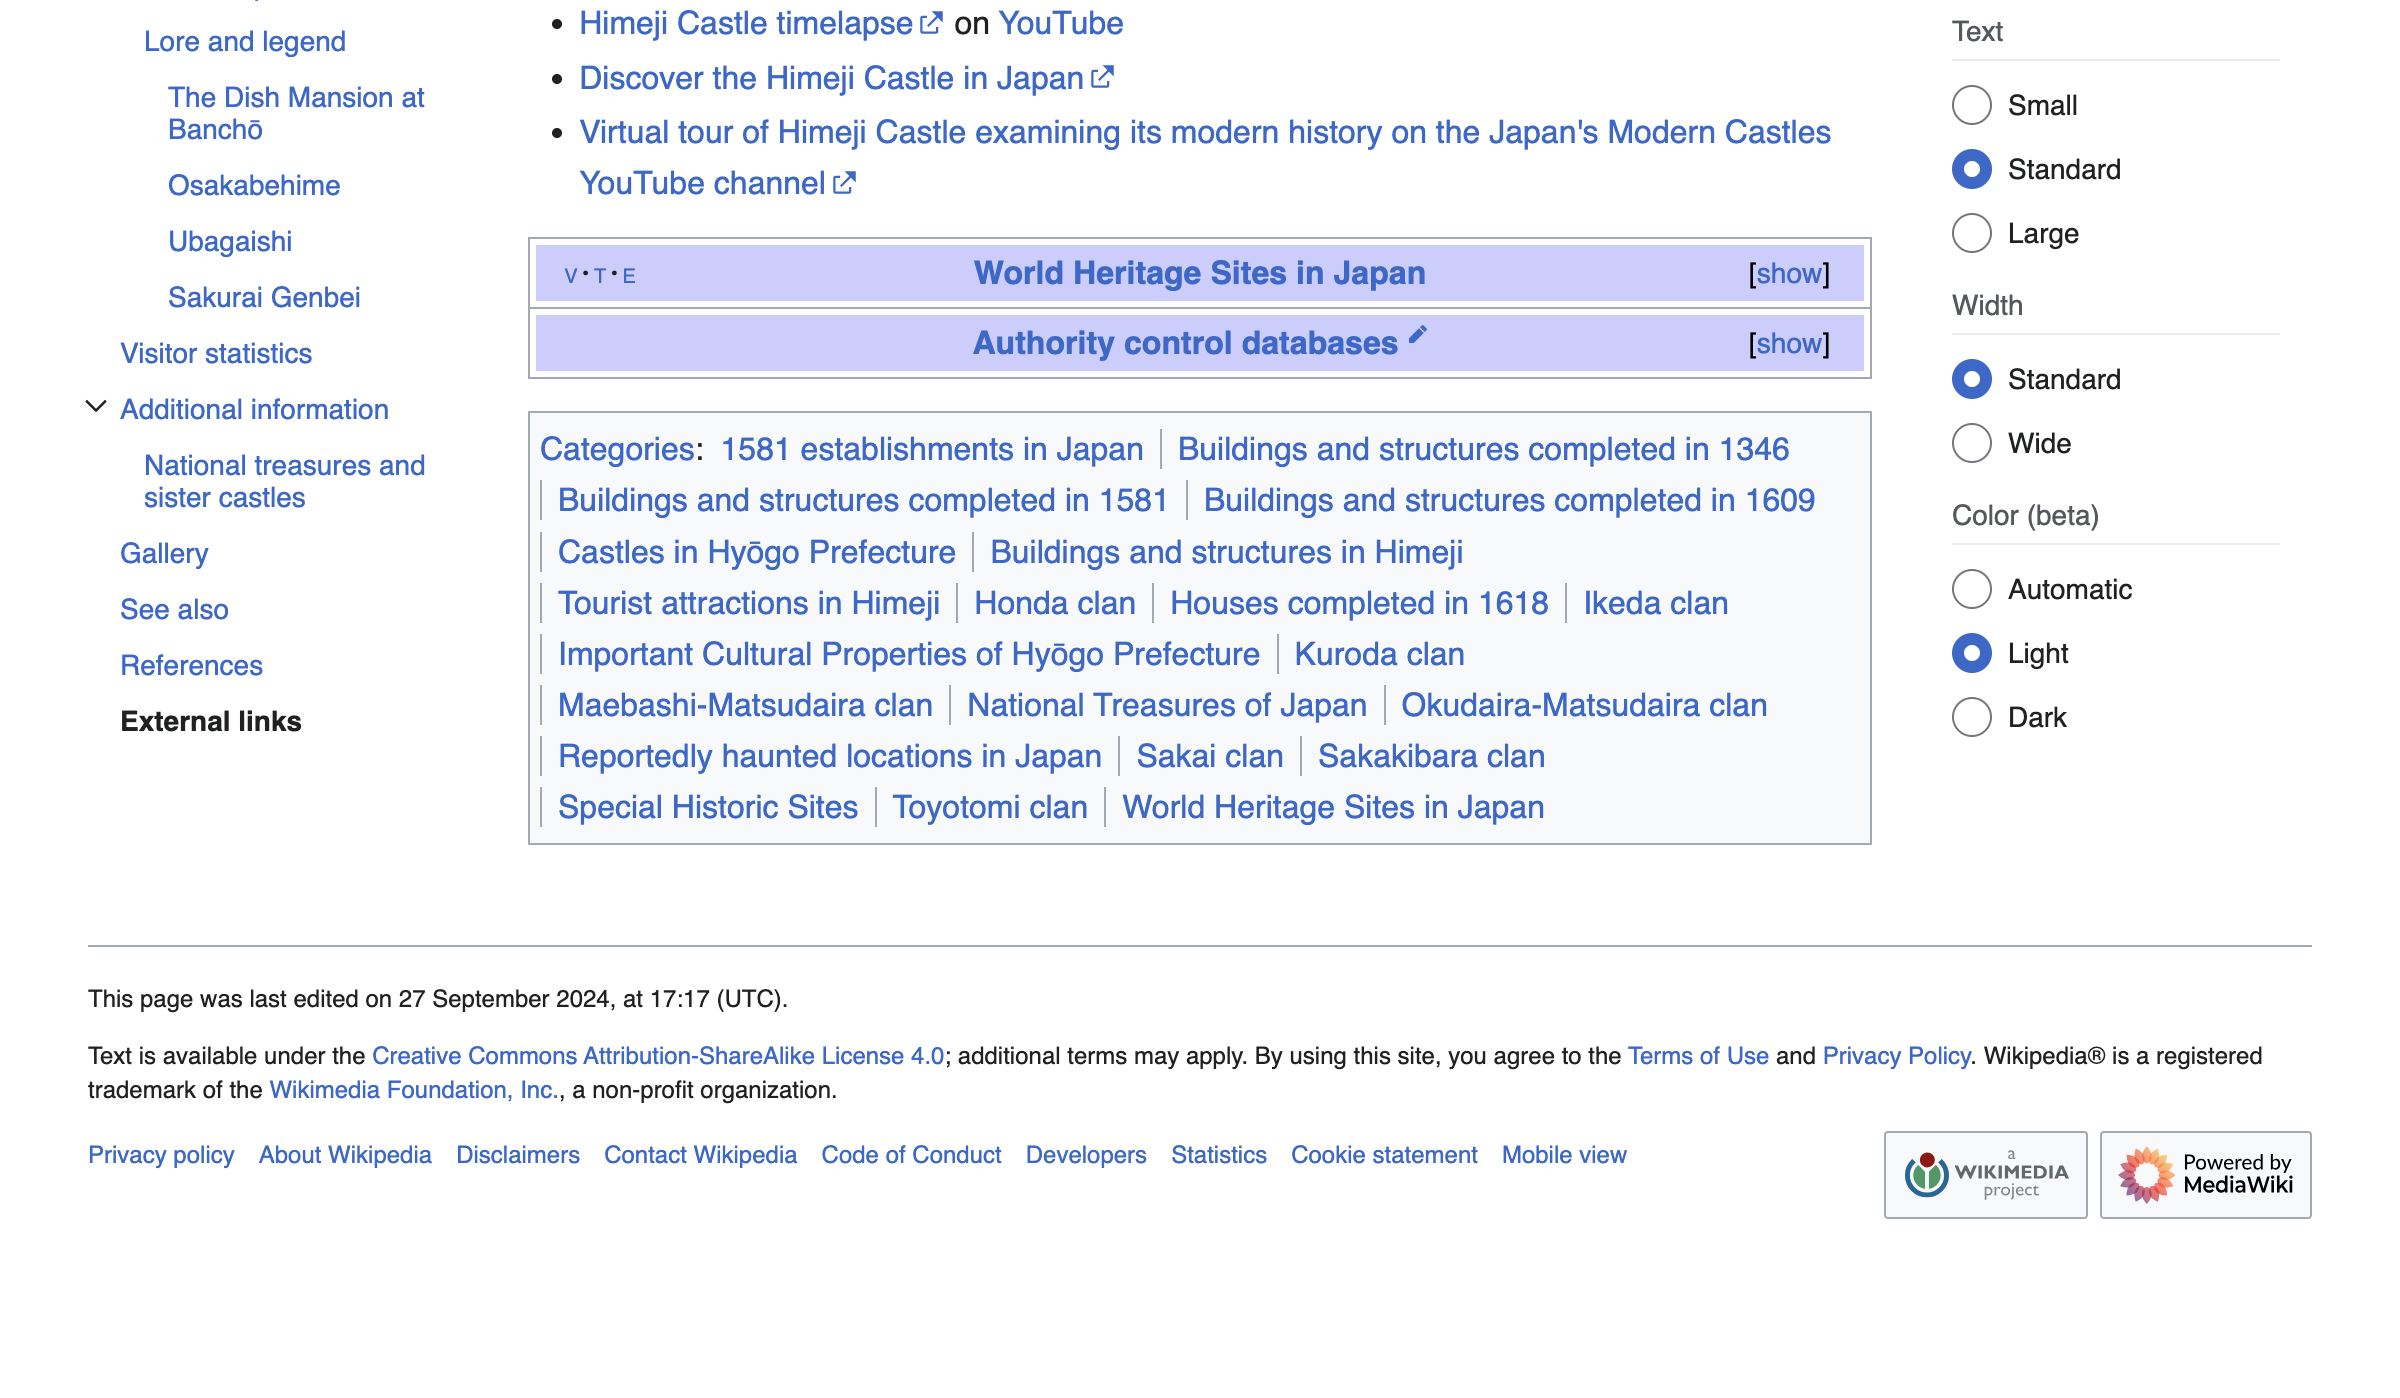 Lore and legend
The Dish Mansion at
Banchō
Osakabehime
Ubagaishi
Sakurai Genbei
Visitor statistics
Additional information
National treasures and
sister castles
Gallery
See also
References
External links
• Himeji Castle timelapse on YouTube
• Discover the Himeji Castle in Japan
• Virtual tour of Himeji Castle examining its modern history on the Japan's Modern Castles
YouTube channel
V · T · E World Heritage Sites in Japan [show]
Authority control databases [show]
Categories: 1581 establishments in Japan | Buildings and structures completed in 1346
| Buildings and structures completed in 1581 | Buildings and structures completed in 1609
| Castles in Hyōgo Prefecture | Buildings and structures in Himeji
| Tourist attractions in Himeji | Honda clan | Houses completed in 1618 | Ikeda clan
| Important Cultural Properties of Hyōgo Prefecture | Kuroda clan
| Maebashi-Matsudaira clan | National Treasures of Japan | Okudaira-Matsudaira clan
| Reportedly haunted locations in Japan | Sakai clan | Sakakibara clan
| Special Historic Sites | Toyotomi clan | World Heritage Sites in Japan
Text
Small
Standard
Large
Width
Standard
Wide
Color (beta)
Automatic
Light
Dark
This page was last edited on 27 September 2024, at 17:17 (UTC).
Text is available under the Creative Commons Attribution-ShareAlike License 4.0; additional terms may apply. By using this site, you agree to the Terms of Use and Privacy Policy. Wikipedia® is a registered
trademark of the Wikimedia Foundation, Inc., a non-profit organization.
Privacy policy About Wikipedia Disclaimers Contact Wikipedia Code of Conduct Developers Statistics Cookie statement Mobile view
a
WIKIMEDIA
project
Powered by
MediaWiki